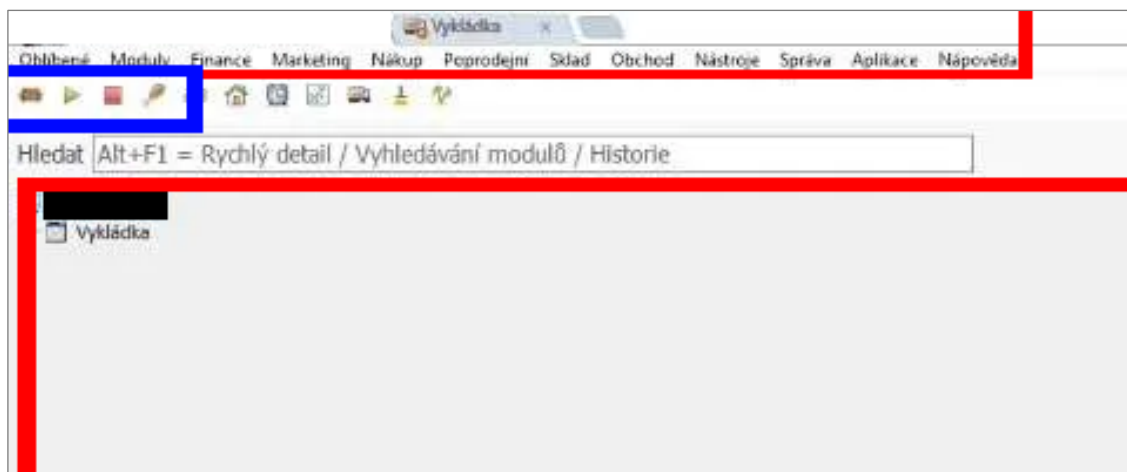 Vykládka
Oblíbené Moduly Finance Marketing Nákup Poprodejní Sklad Obchod Nástroje Správa Aplikace Nápověda
Hledat Alt+F1 = Rychlý detail / Vyhledávání modulů / Historie
Vykládka